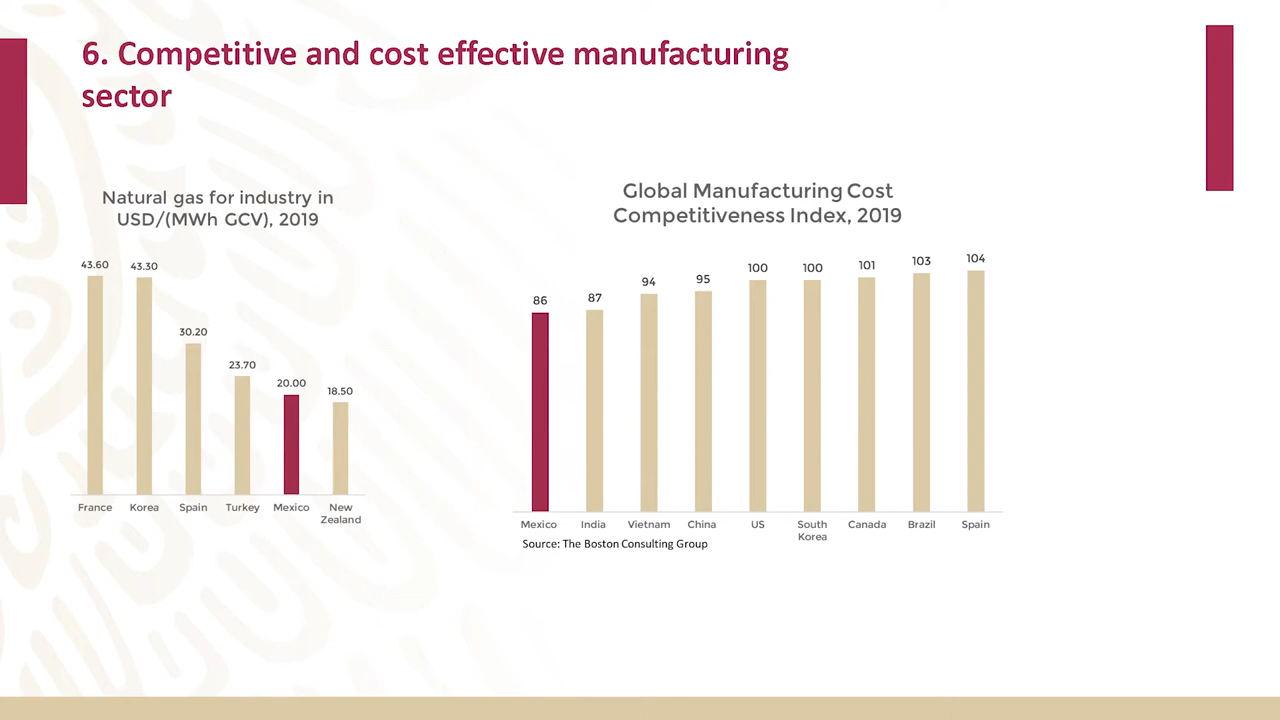 6. Competitive and cost effective manufacturing
sector
Natural gas for industry in
USD/(MWh GCV), 2019
43.60
43.30
30.20
23.70
20.00
18.50
France
Korea
Spain
Turkey
Mexico
New
Zealand
Global Manufacturing Cost
Competitiveness Index, 2019
86
87
94
95
100
100
101
103
104
Mexico
India
Vietnam
China
US
South
Korea
Canada
Brazil
Spain
Source: The Boston Consulting Group